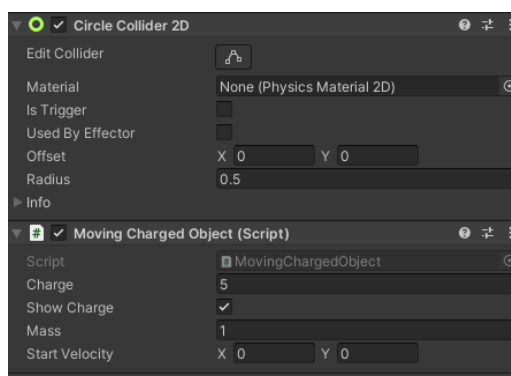 Circle Collider 2D
Edit Collider
Material None (Physics Material 2D)
Is Trigger
Used By Effector
Offset X 0 Y 0
Radius 0.5
Info
# Moving Charged Object (Script)
Script # MovingChargedObject
Charge 5
Show Charge
Mass 1
Start Velocity X 0 Y 0